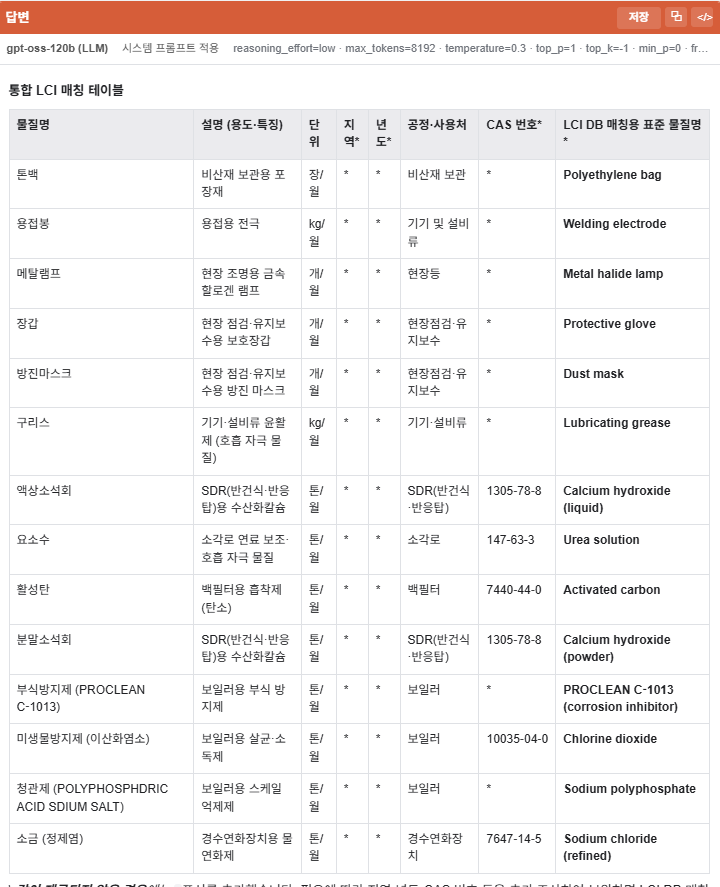 답변
저장
</>
gpt-oss-120b (LLM) 시스템 프롬프트 적용 reasoning_effort=low · max_tokens=8192 · temperature=0.3 · top_p=1 · top_k=-1 · min_p=0 · fr…
통합 LCI 매칭 테이블
물질명 설명 (용도·특징) 단 지 년 공정·사용처 CAS 번호* LCI DB 매칭용 표준 물질명
위 역* 도* *
톤백 비산재 보관용 포 장/ * * 비산재 보관 * Polyethylene bag
장재 월
용접봉 용접용 전극 kg/ * * 기기 및 설비 * Welding electrode
월 류
메탈램프 현장 조명용 금속 개/ * * 현장등 * Metal halide lamp
할로겐 램프 월
장갑 현장 점검·유지보 개/ * * 현장점검·유 * Protective glove
수용 보호장갑 월 지보수
방진마스크 현장 점검·유지보 개/ * * 현장점검·유 * Dust mask
수용 방진 마스크 월 지보수
구리스 기기·설비류 윤활 kg/ * * 기기·설비류 * Lubricating grease
제 (호흡 자극 물 월
질)
액상소석회 SDR(반건식·반응 톤/ * * SDR(반건식 1305-78-8 Calcium hydroxide
탑)용 수산화칼슘 월 ·반응탑) (liquid)
요소수 소각로 연료 보조· 톤/ * * 소각로 147-63-3 Urea solution
호흡 자극 물질 월
활성탄 백필터용 흡착제 톤/ * * 백필터 7440-44-0 Activated carbon
(탄소) 월
분말소석회 SDR(반건식·반응 톤/ * * SDR(반건식 1305-78-8 Calcium hydroxide
탑)용 수산화칼슘 월 ·반응탑) (powder)
부식방지제 (PROCLEAN 보일러용 부식 방 톤/ * * 보일러 * PROCLEAN C-1013
C-1013) 지제 월 (corrosion inhibitor)
미생물방지제 (이산화염소) 보일러용 살균·소 톤/ * * 보일러 10035-04-0 Chlorine dioxide
독제 월
청관제 (POLYPHOSPHDRIC 보일러용 스케일 톤/ * * 보일러 * Sodium polyphosphate
ACID SDIUM SALT) 억제제 월
소금 (정제염) 경수연화장치용 물 톤/ * * 경수연화장 7647-14-5 Sodium chloride
연화제 월 치 (refined)